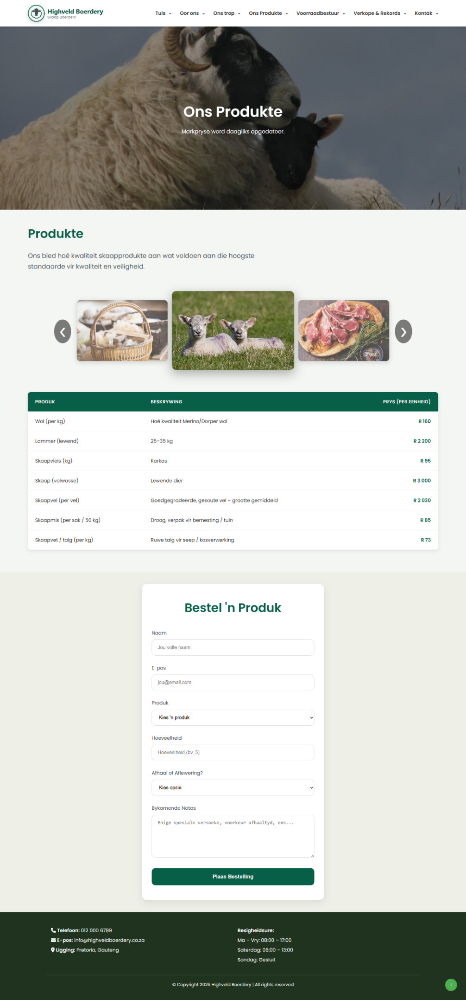 Highveld Boerdery
Skaap Boerdery
Tuis Oor ons Ons trop Ons Produkte Voorraadbestuur Verkope & Rekords Kontak
Ons Produkte
Markpryse word daagliks opgedateer.
Produkte
Ons bied hoë kwaliteit skaapprodukte aan wat voldoen aan die hoogste
standaarde vir kwaliteit en veiligheid.
PRODUK BESKRYWING PRYS (PER EENHEID)
Wol (per kg) Hoë kwaliteit Merino/Dorper wol R 160
Lammer (lewend) 25–35 kg R 2 200
Skaapvleis (kg) Karkas R 95
Skaap (volwasse) Lewende dier R 3 000
Skaapvel (per vel) Goedgegradeerde, gesoute vel – grootte gemiddeld R 2 030
Skaapmis (per sak / 50 kg) Droog, verpak vir bemesting / tuin R 85
Skaapvet / talg (per kg) Ruwe talg vir seep / kosverwerking R 73
Bestel 'n Produk
Naam
Jou volle naam
E-pos
jou@email.com
Produk
Kies 'n produk
Hoeveelheid
Hoeveelheid (bv. 5)
Afhaal of Aflewering?
Kies opsie
Bykomende Notas
Enige spesiale versoeke, voorkeur afhaaltyd, ens...
Plaas Bestelling
Telefoon: 012 000 6789
E-pos: info@highveldboerdery.co.za
Ligging: Pretoria, Gauteng
Besigheidsure:
Ma – Vry: 08:00 – 17:00
Saterdag: 08:00 – 13:00
Sondag: Gesluit
© Copyright 2026 Highveld Boerdery | All rights reserved